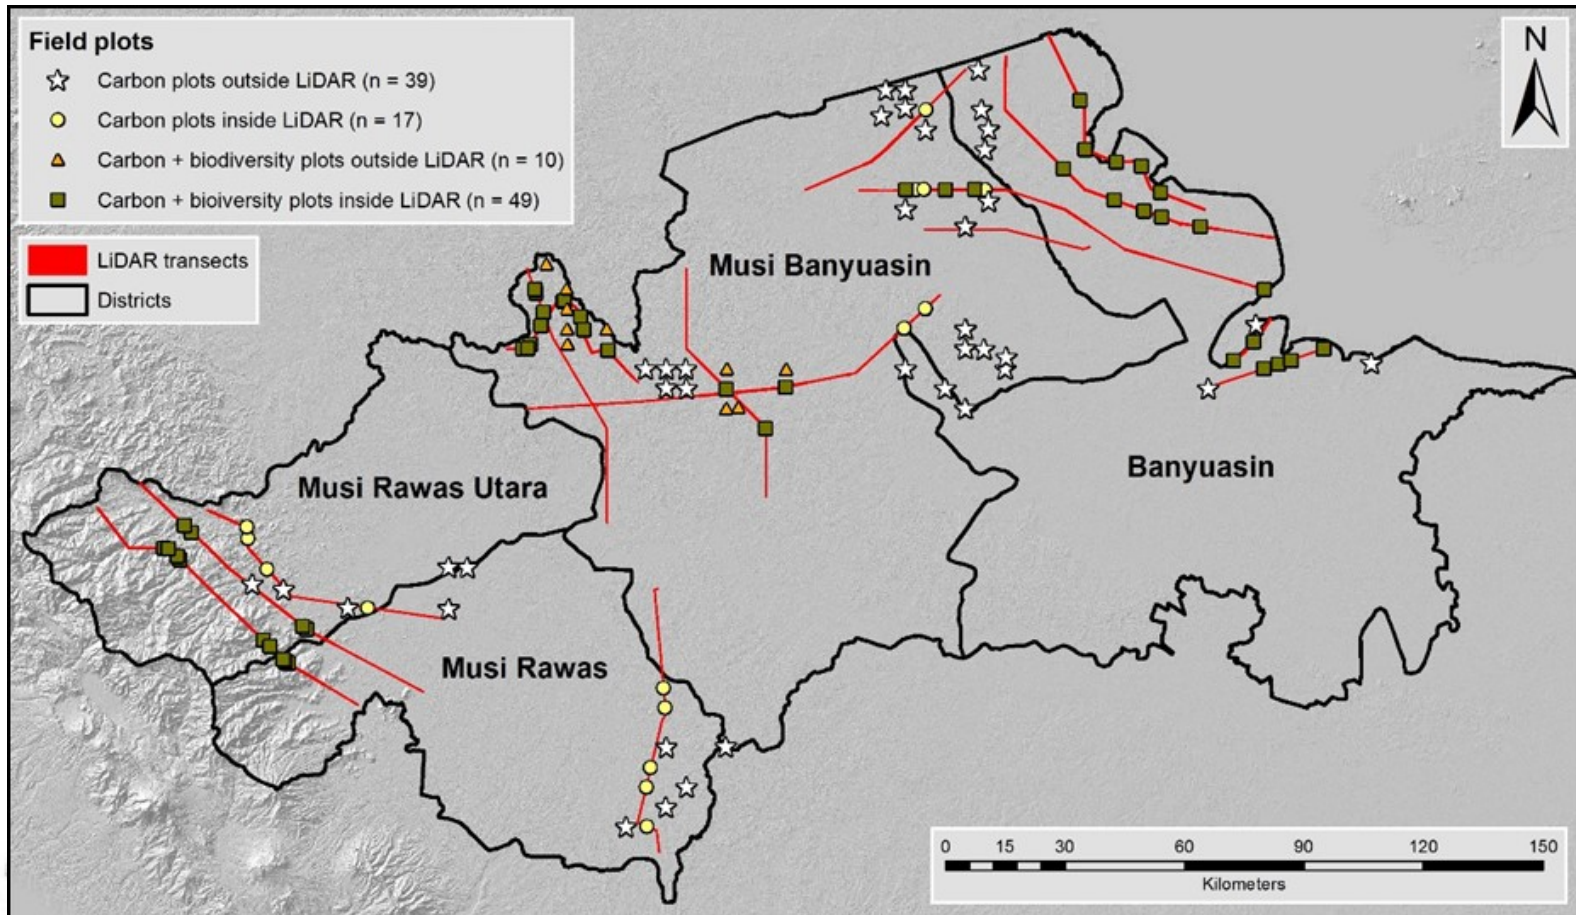 Field plots
Carbon plots outside LiDAR (n = 39)
Carbon plots inside LiDAR (n = 17)
Carbon + biodiversity plots outside LiDAR (n = 10)
Carbon + bioiversity plots inside LiDAR (n = 49)
LiDAR transects
Districts
N
Musi Banyuasin
Musi Rawas Utara
Banyuasin
Musi Rawas
0 15 30 60 90 120 150
Kilometers